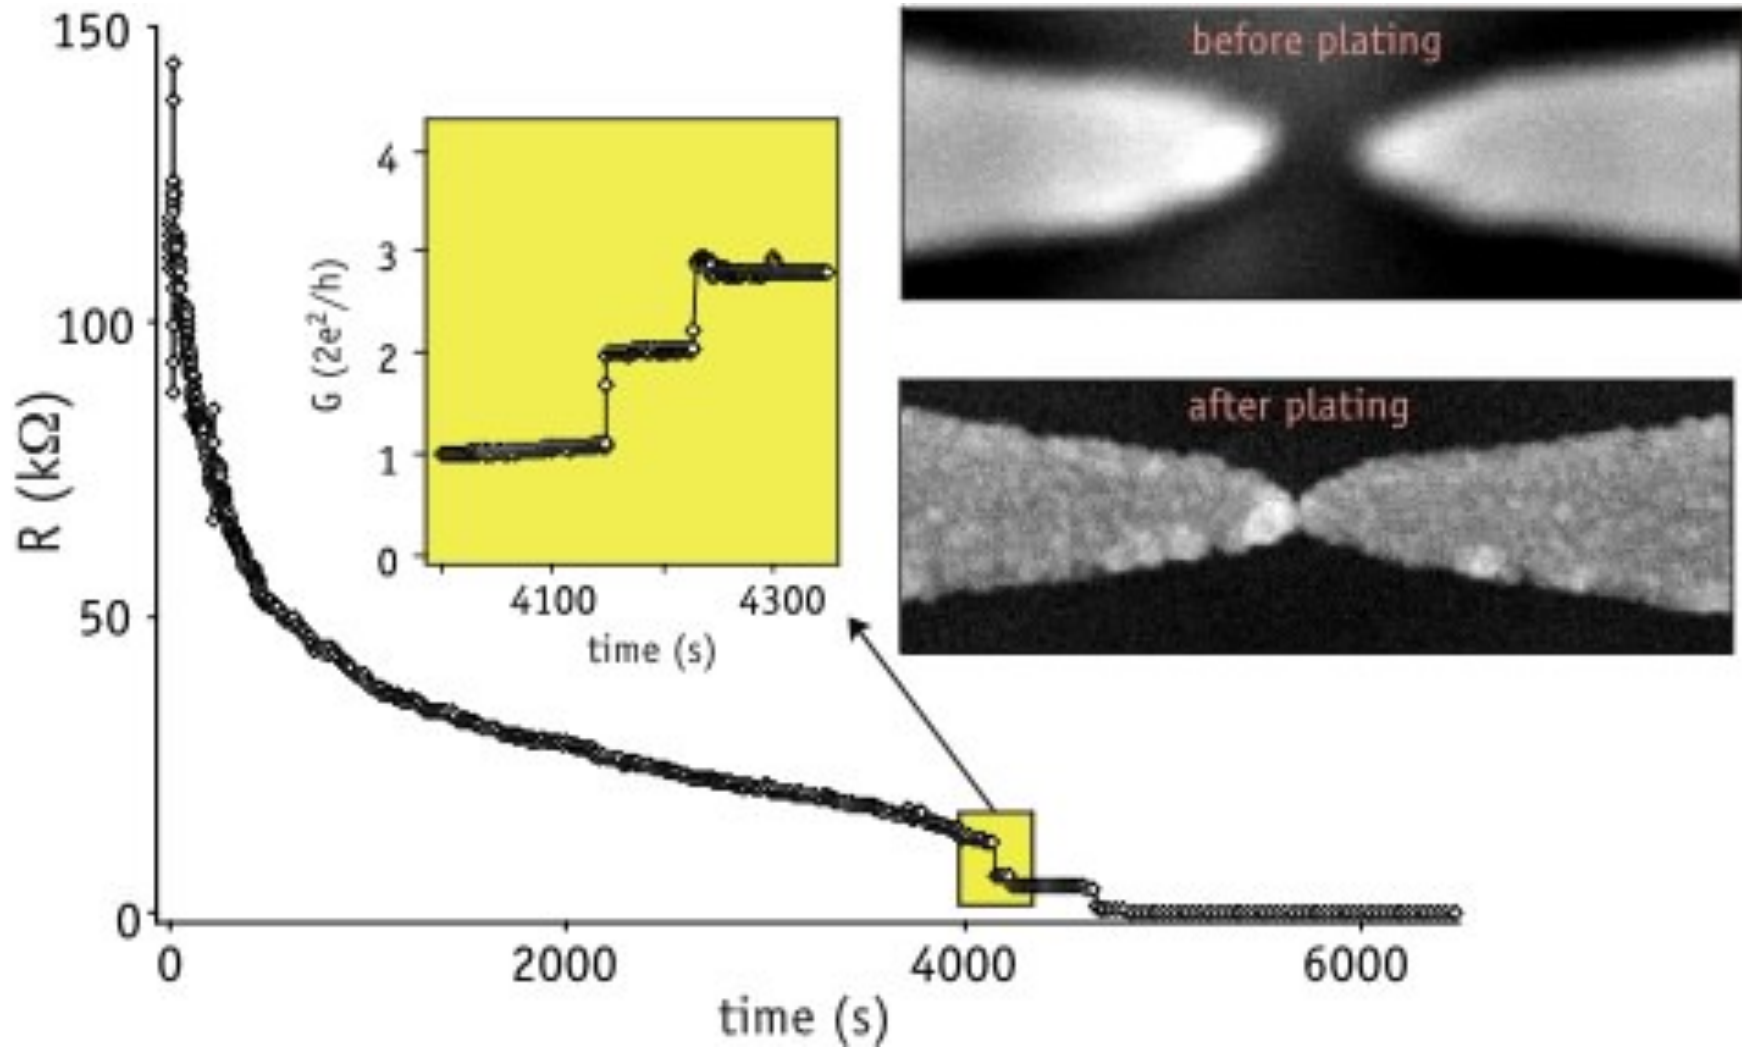 150
100
50
0
R (kΩ)
0
2000
4000
6000
time (s)
4
3
2
1
0
G (2e²/h)
4100
4300
time (s)
before plating
after plating